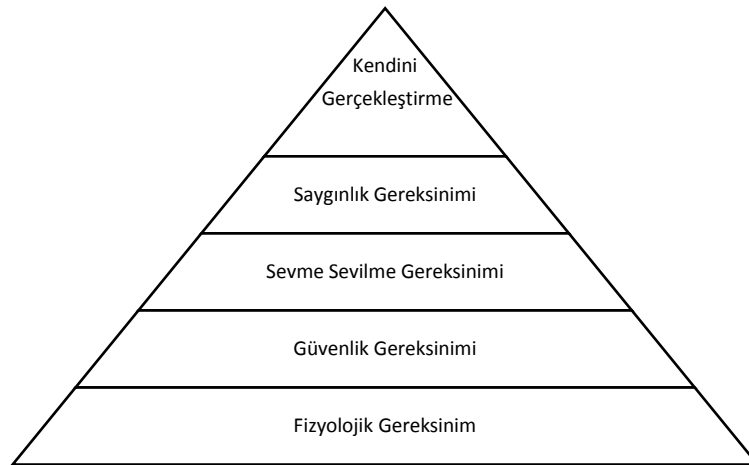 Kendini
Gerçekleştirme
Saygınlık Gereksinimi
Sevme Sevilme Gereksinimi
Güvenlik Gereksinimi
Fizyolojik Gereksinim